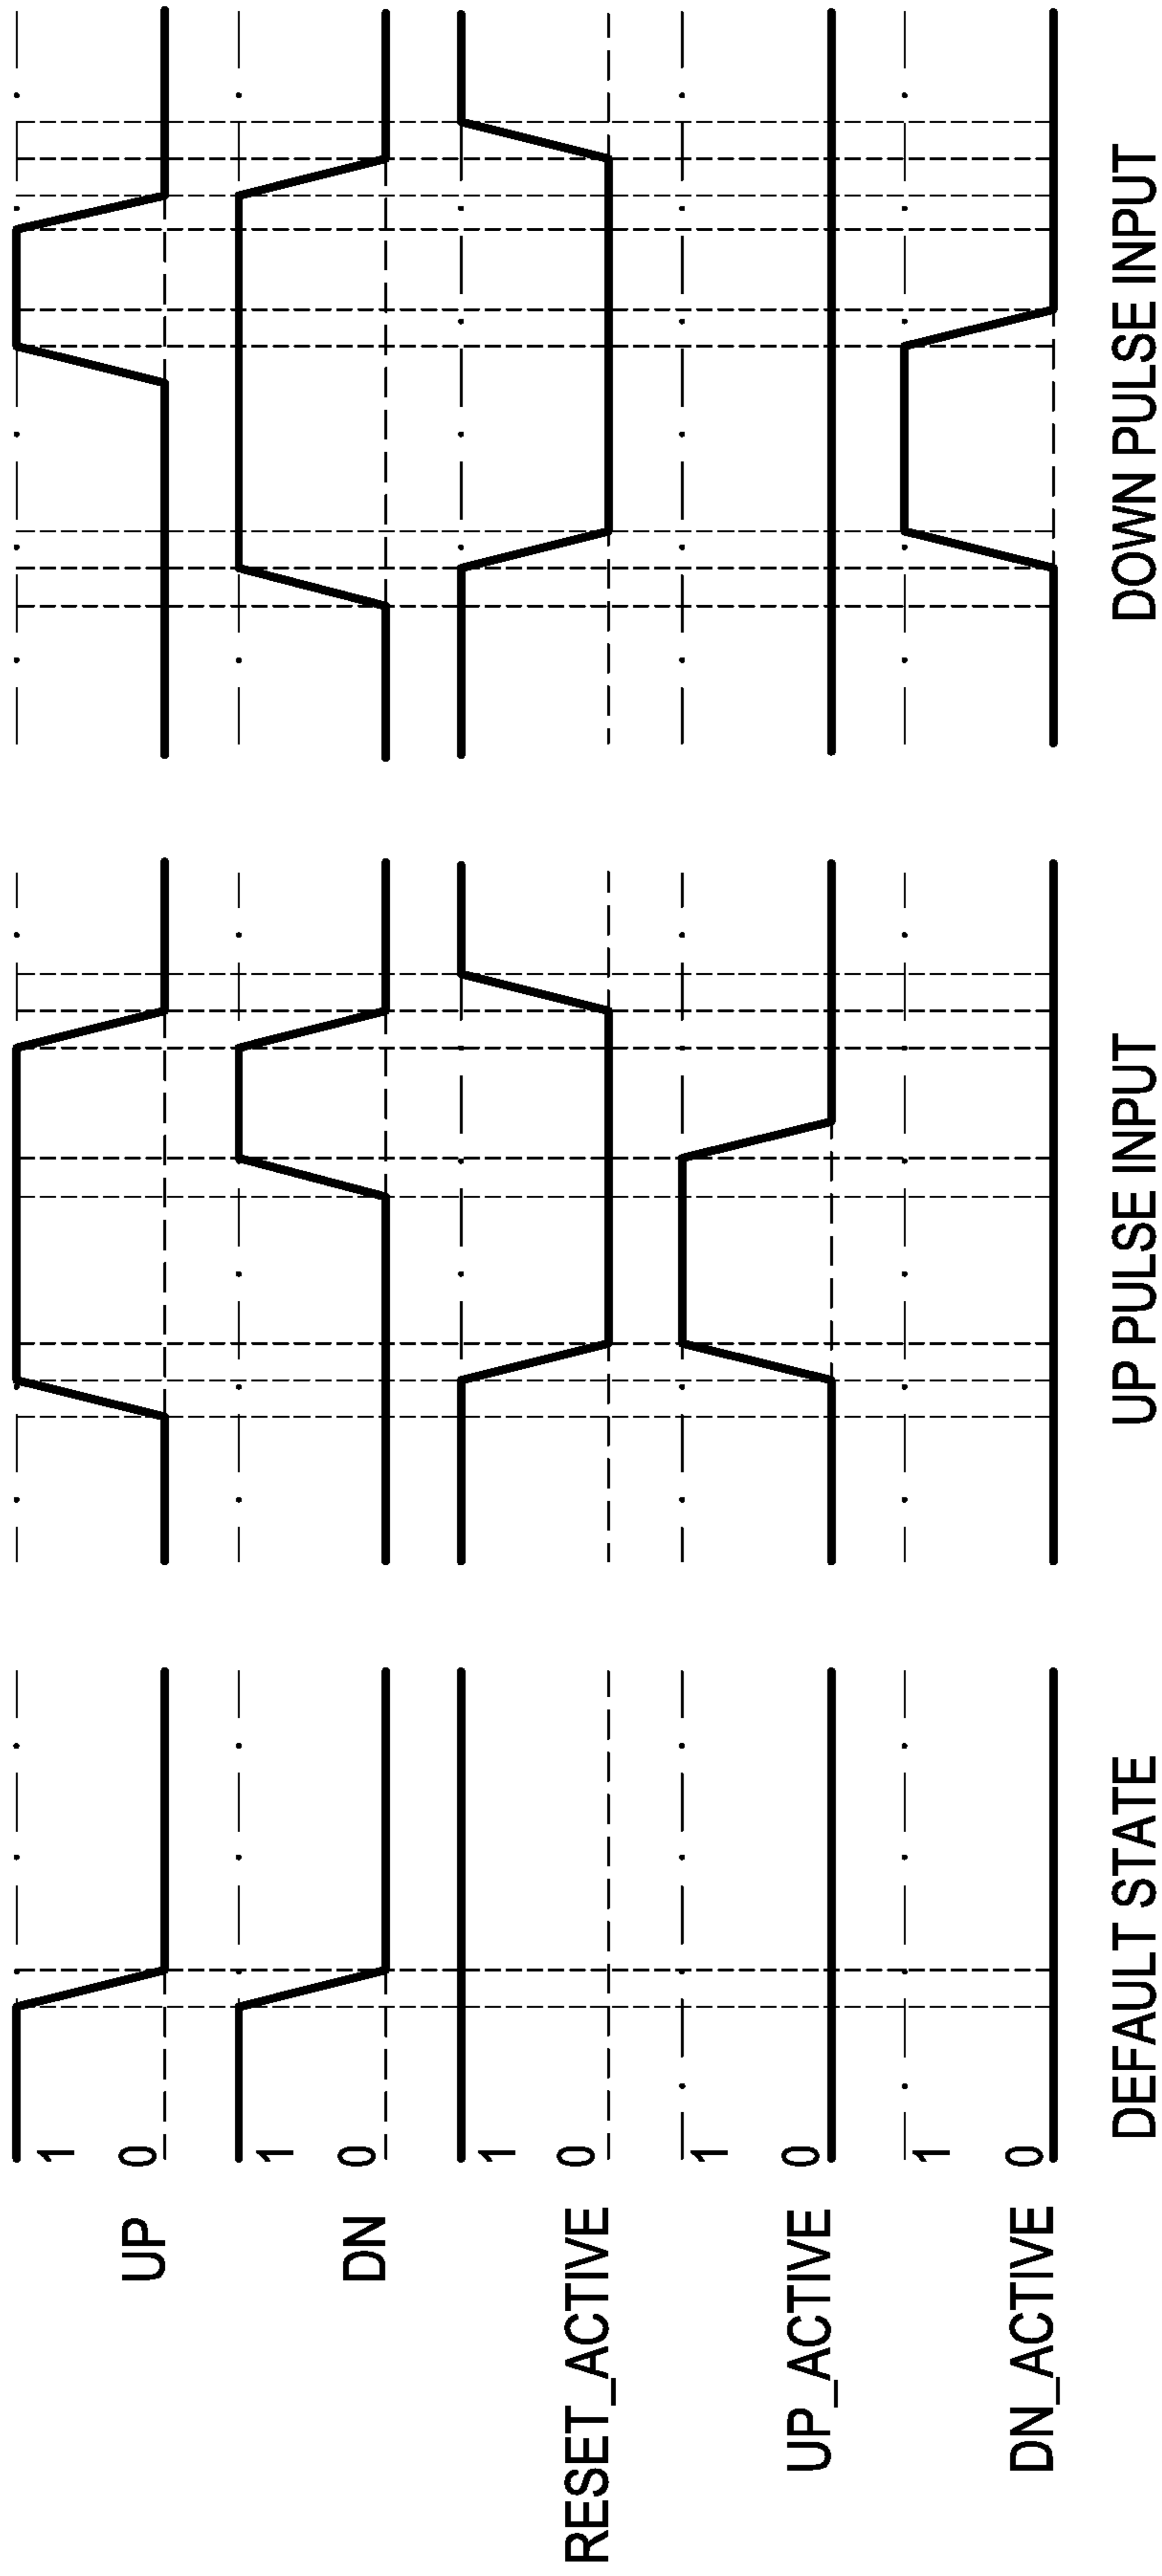 UP
1
0
DN
1
0
RESET_ACTIVE
1
0
UP_ACTIVE
1
0
DN_ACTIVE
1
0
DEFAULT STATE
UP PULSE INPUT
DOWN PULSE INPUT